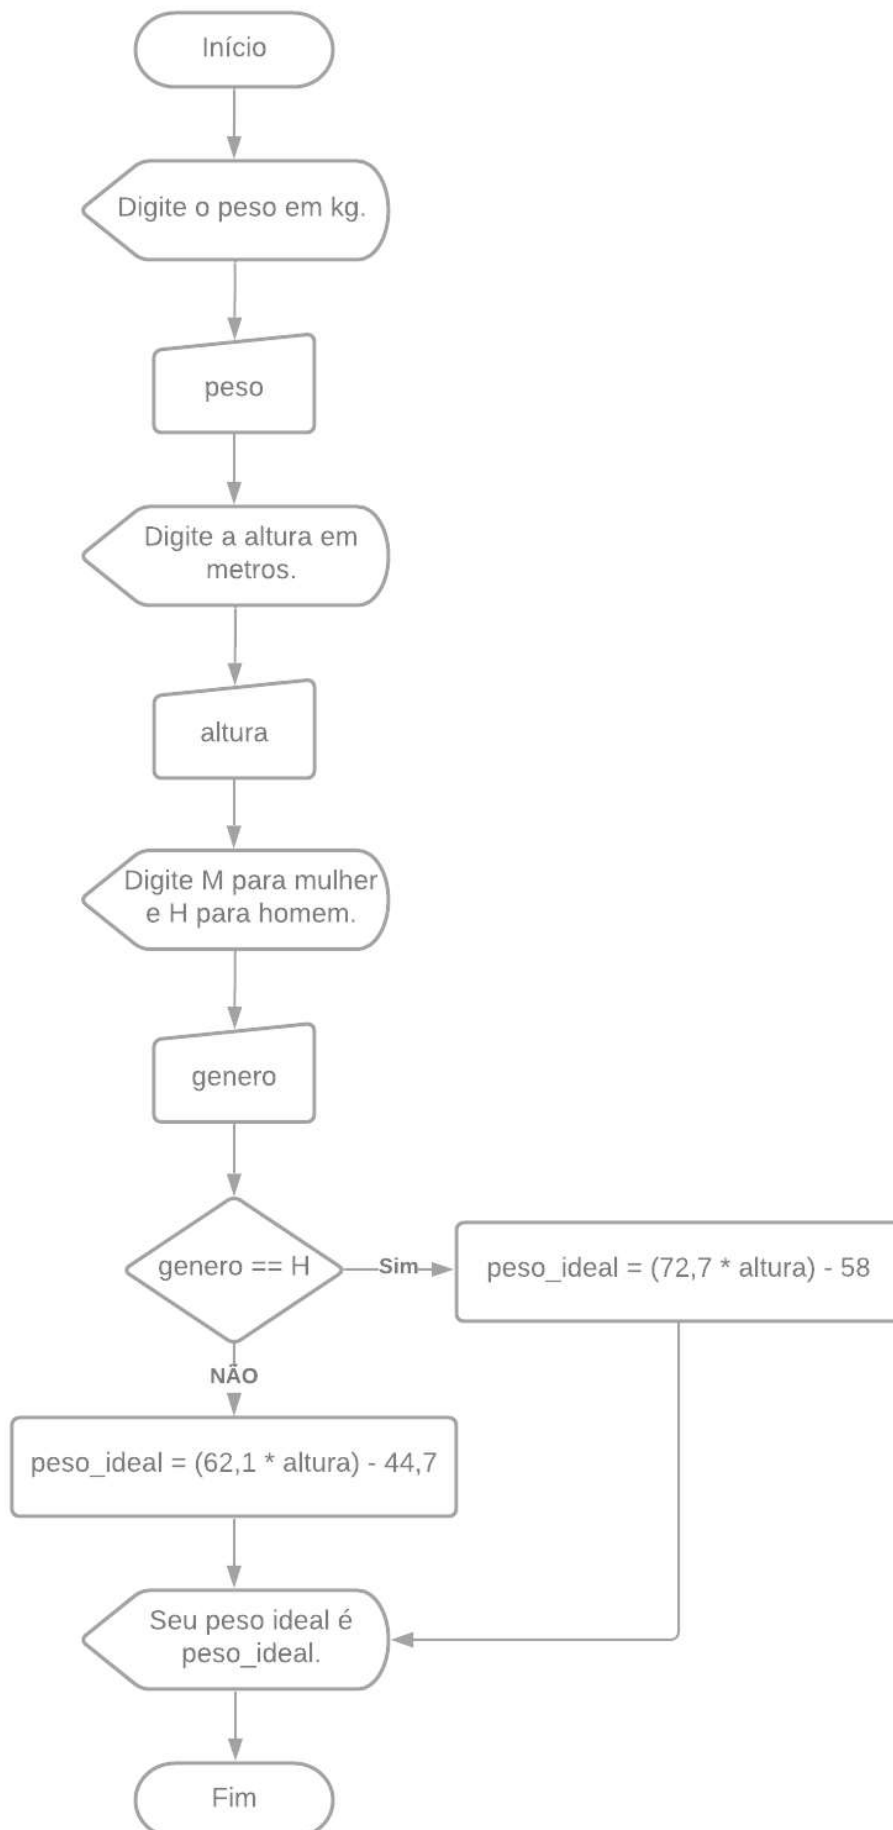 Início
Digite o peso em kg.
peso
Digite a altura em
metros.
altura
Digite M para mulher
e H para homem.
genero
genero == H
Sim
peso_ideal = (72,7 * altura) - 58
NÃO
peso_ideal = (62,1 * altura) - 44,7
Seu peso ideal é
peso_ideal.
Fim